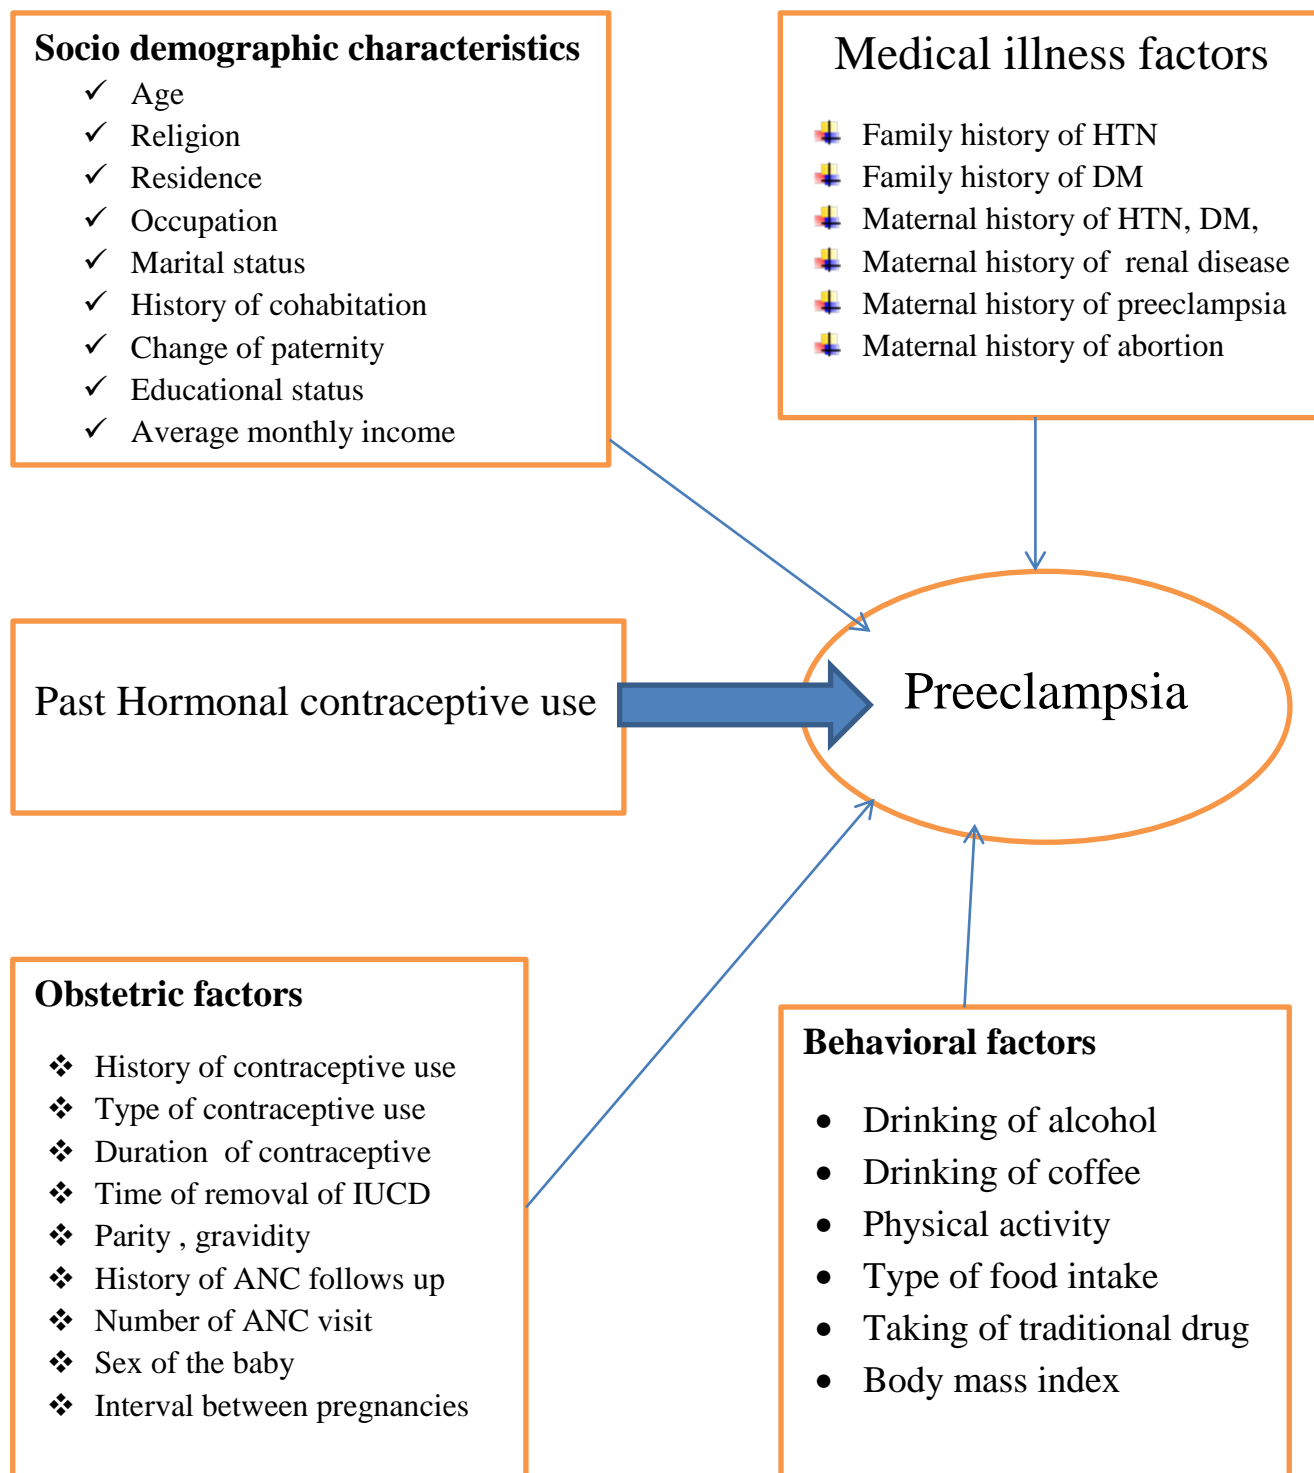 Socio demographic characteristics
✓ Age
✓ Religion
✓ Residence
✓ Occupation
✓ Marital status
✓ History of cohabitation
✓ Change of paternity
✓ Educational status
✓ Average monthly income
Medical illness factors
Family history of HTN
Family history of DM
Maternal history of HTN, DM,
Maternal history of  renal disease
Maternal history of preeclampsia
Maternal history of abortion
Past Hormonal contraceptive use
Preeclampsia
Obstetric factors
❖ History of contraceptive use
❖ Type of contraceptive use
❖ Duration  of contraceptive
❖ Time of removal of IUCD
❖ Parity , gravidity
❖ History of ANC follows up
❖ Number of ANC visit
❖ Sex of the baby
❖ Interval between pregnancies
Behavioral factors
• Drinking of alcohol
• Drinking of coffee
• Physical activity
• Type of food intake
• Taking of traditional drug
• Body mass index